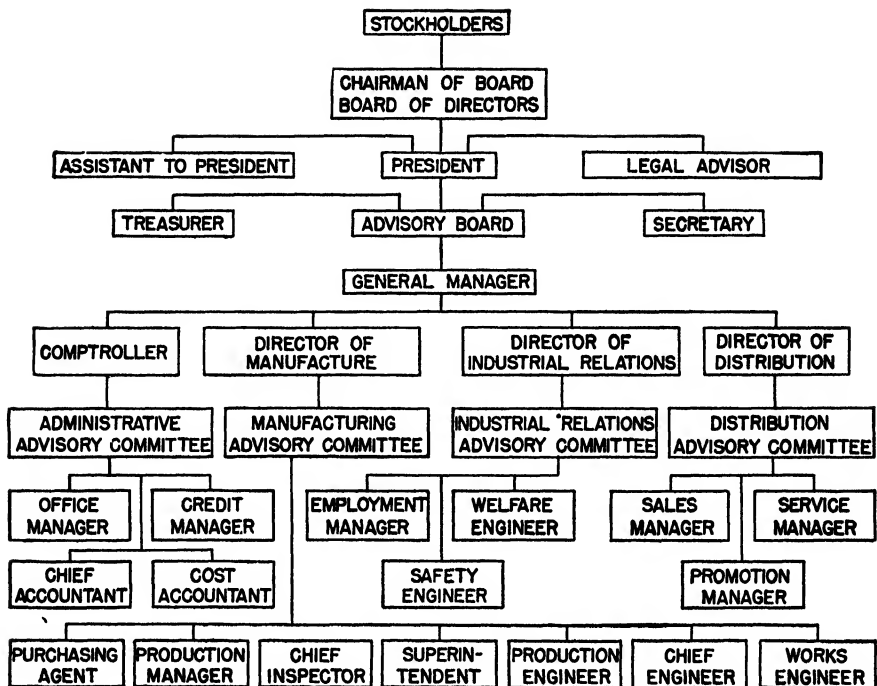 STOCKHOLDERS
CHAIRMAN OF BOARD
BOARD OF DIRECTORS
ASSISTANT TO PRESIDENT
PRESIDENT
LEGAL ADVISOR
TREASURER
ADVISORY BOARD
SECRETARY
GENERAL MANAGER
COMPTROLLER
DIRECTOR OF
MANUFACTURE
DIRECTOR OF
INDUSTRIAL RELATIONS
DIRECTOR OF
DISTRIBUTION
ADMINISTRATIVE
ADVISORY COMMITTEE
MANUFACTURING
ADVISORY COMMITTEE
INDUSTRIAL RELATIONS
ADVISORY COMMITTEE
DISTRIBUTION
ADVISORY COMMITTEE
OFFICE
MANAGER
CREDIT
MANAGER
EMPLOYMENT
MANAGER
WELFARE
ENGINEER
SALES
MANAGER
SERVICE
MANAGER
CHIEF
ACCOUNTANT
COST
ACCOUNTANT
SAFETY
ENGINEER
PROMOTION
MANAGER
PURCHASING
AGENT
PRODUCTION
MANAGER
CHIEF
INSPECTOR
SUPERIN-
TENDENT
PRODUCTION
ENGINEER
CHIEF
ENGINEER
WORKS
ENGINEER